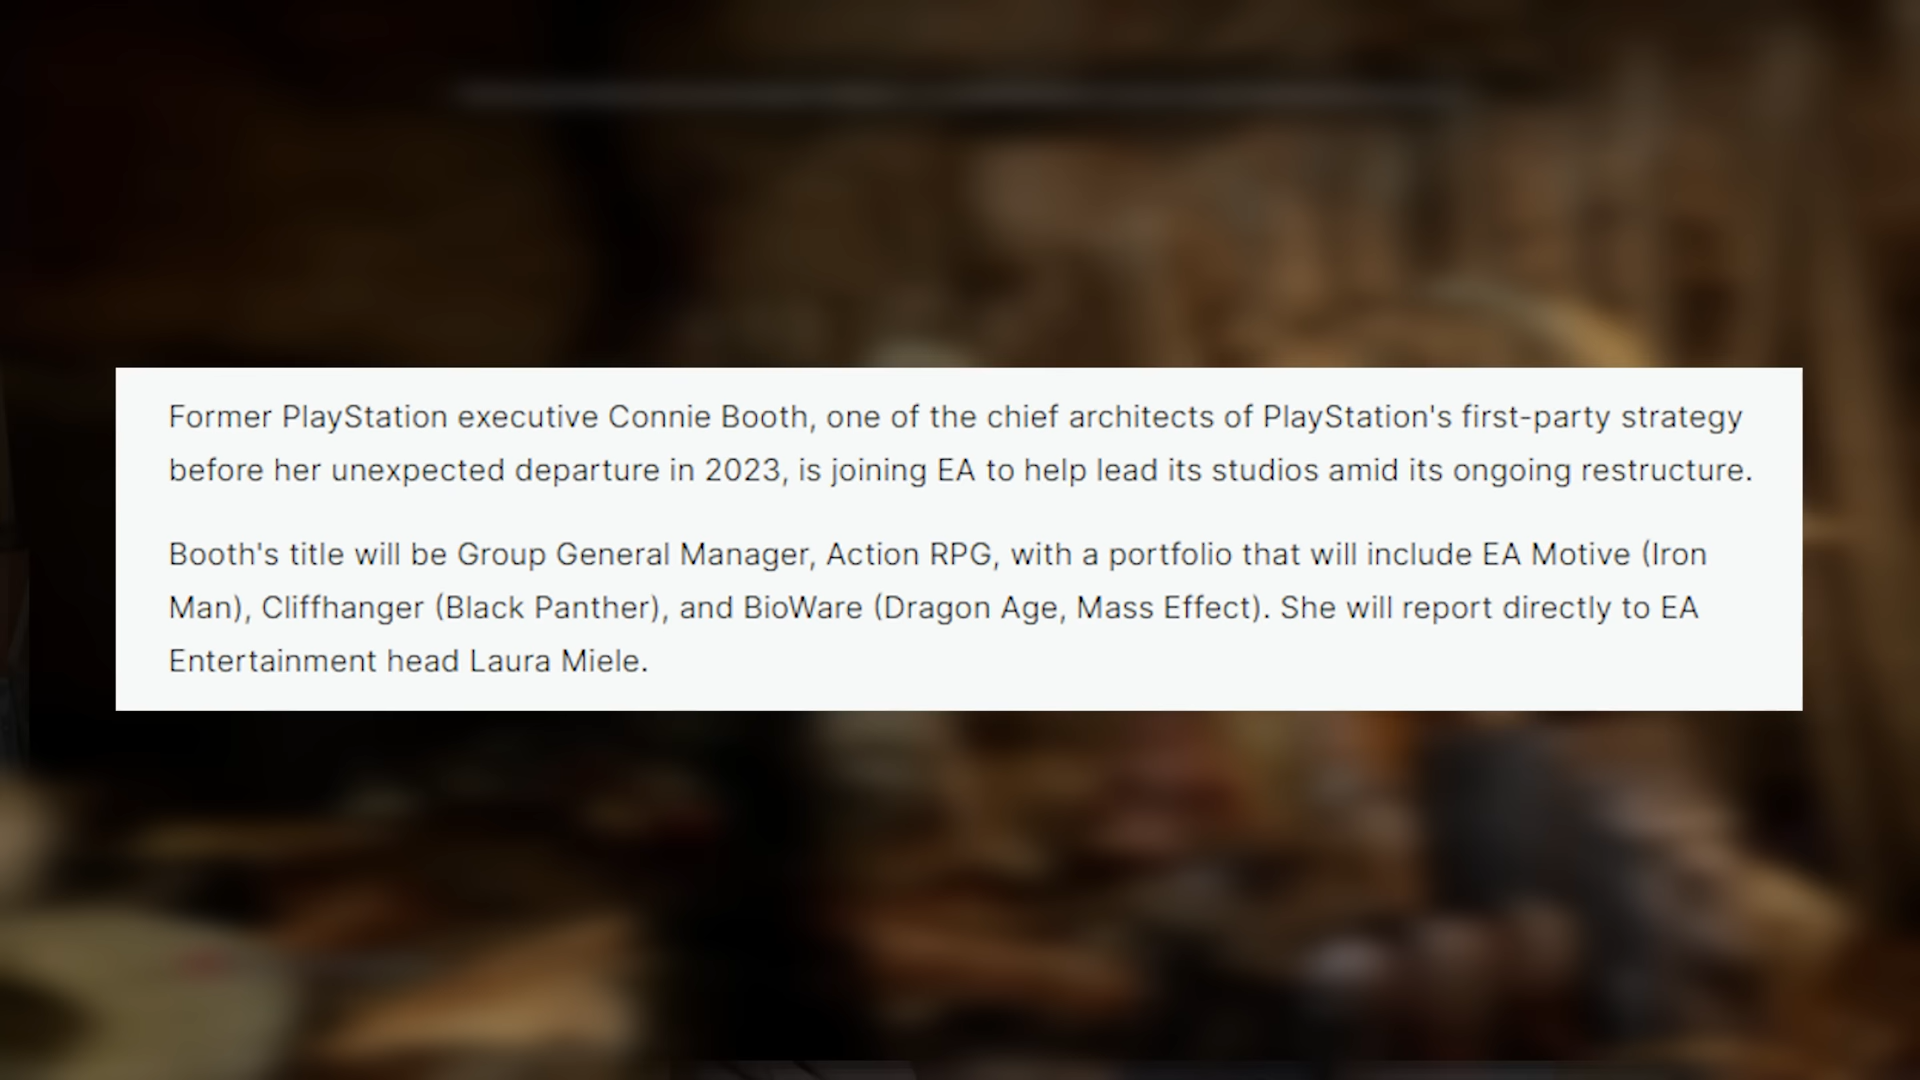 Former PlayStation executive Connie Booth, one of the chief architects of PlayStation's first-party strategy
before her unexpected departure in 2023, is joining EA to help lead its studios amid its ongoing restructure.
Booth's title will be Group General Manager, Action RPG, with a portfolio that will include EA Motive (Iron
Man), Cliffhanger (Black Panther), and BioWare (Dragon Age, Mass Effect). She will report directly to EA
Entertainment head Laura Miele.